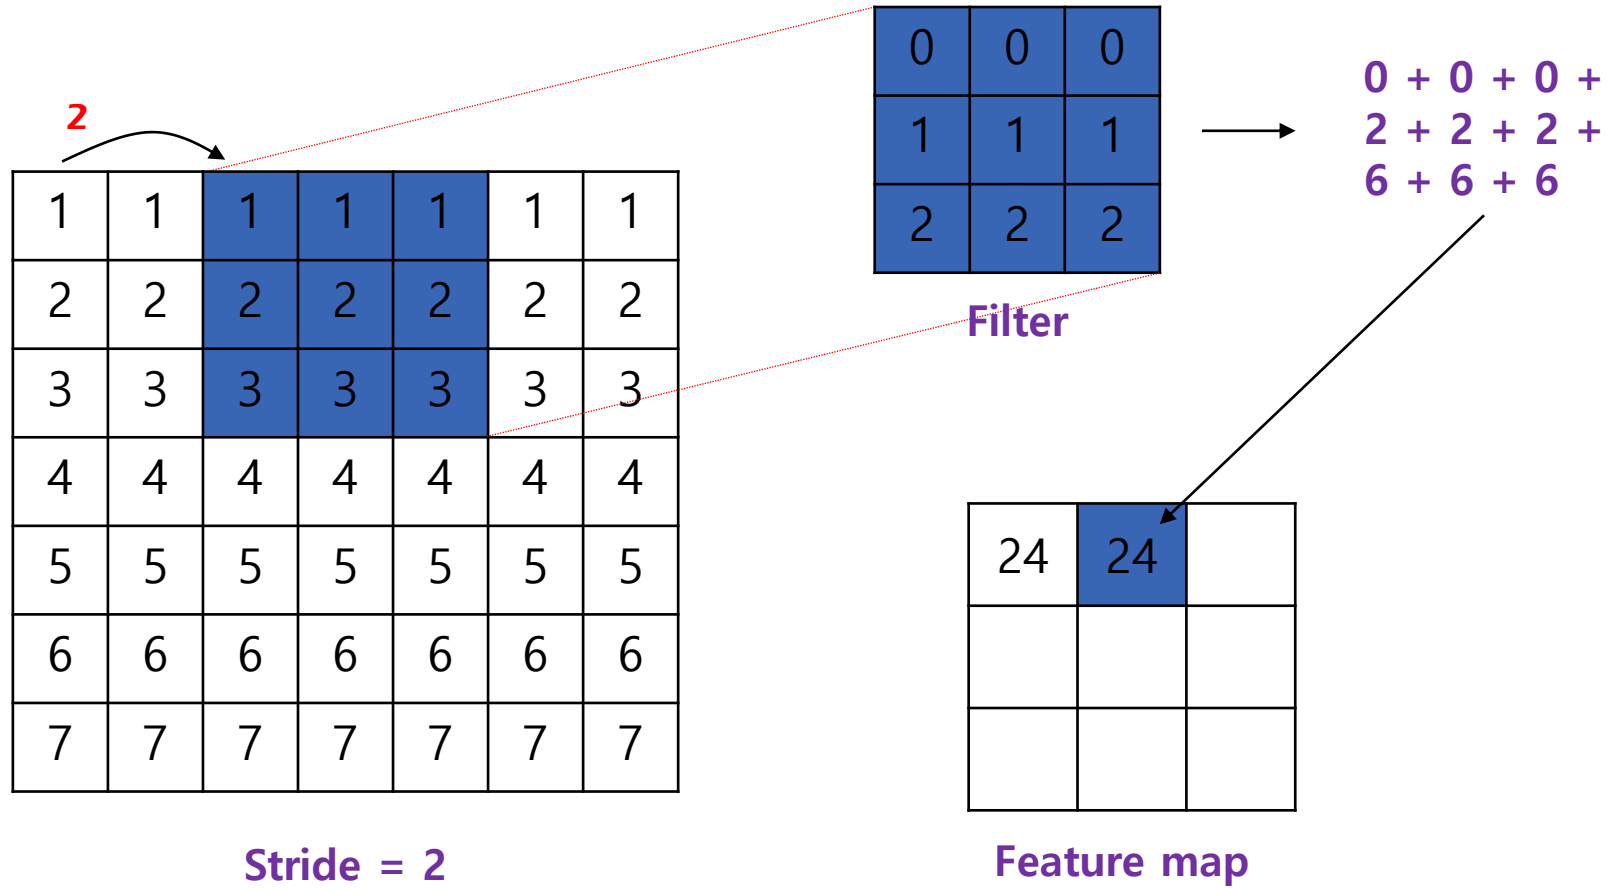 2
1 1 1 1 1 1 1
2 2 2 2 2 2 2
3 3 3 3 3 3 3
4 4 4 4 4 4 4
5 5 5 5 5 5 5
6 6 6 6 6 6 6
7 7 7 7 7 7 7
Stride = 2
0 0 0
1 1 1
2 2 2
Filter
0 + 0 + 0 +
2 + 2 + 2 +
6 + 6 + 6
24 24
Feature map